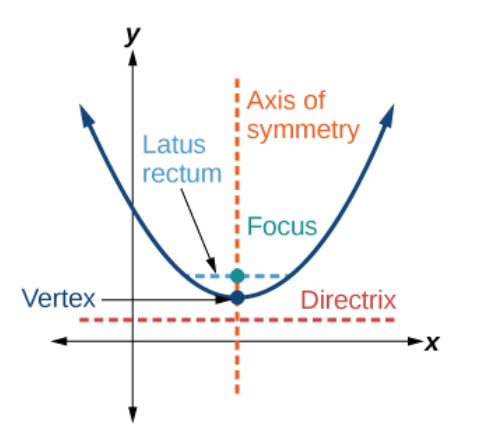 y
Axis of
symmetry
Latus
rectum
Focus
Vertex
Directrix
x